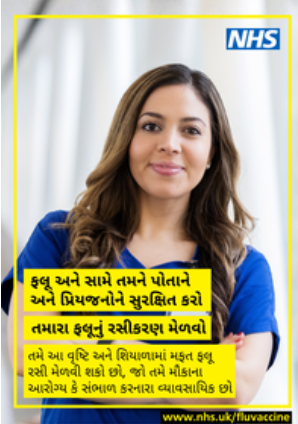 NHS
ફ્લૂ અને સામે તમને પોતાને
અને પ્રિયજનોને સુરક્ષિત કરો
તમારા ફ્લૂનું રસીકરણ મેળવો
તમે આ વૃષ્ટિ અને શિયાળામાં મફત ફ્લૂ
રસી મેળવી શકો છો, જો તમે મૌકાના
આરોગ્ય કે સંભાળ કરનારા વ્યાવસાયિક છો
www.nhs.uk/fluvaccine